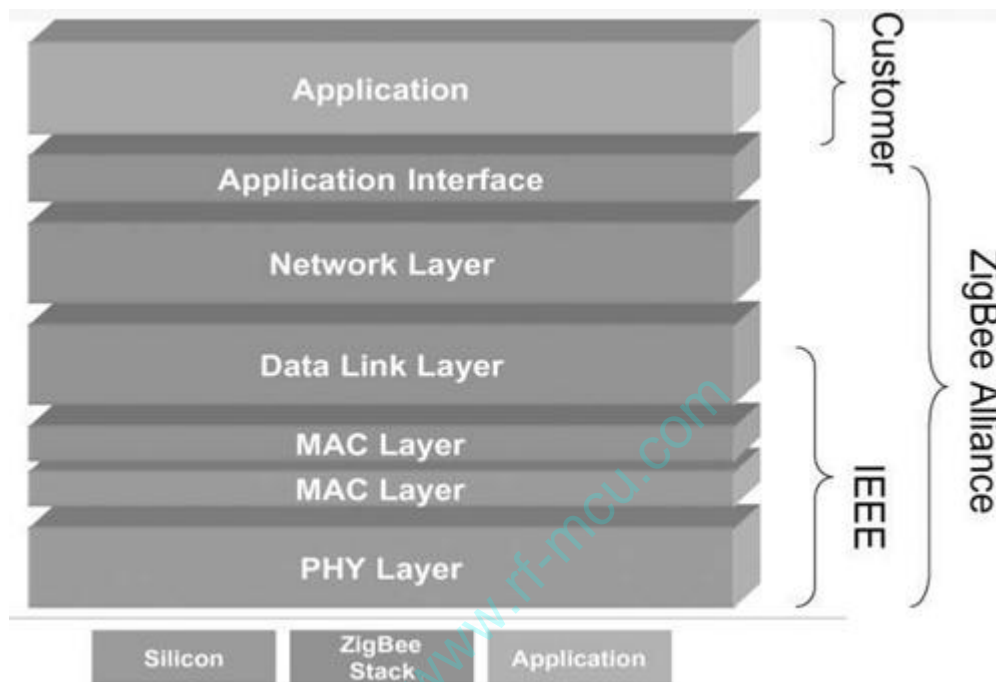 Application
Application Interface
Network Layer
Data Link Layer
MAC Layer
MAC Layer
PHY Layer
Customer
IEEE
ZigBee Alliance
Silicon
ZigBee
Stack
Application
www.rf-mcu.com